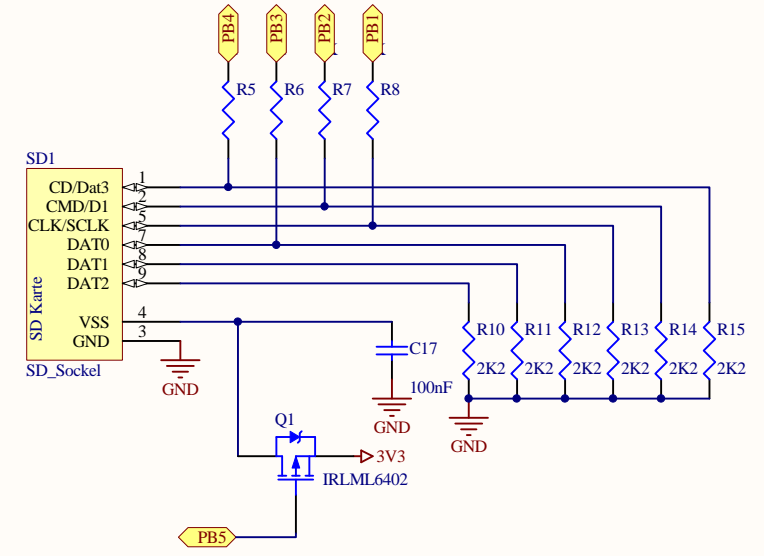 PB4 PB3 PB2 PB1
R5 R6 R7 R8
SD1
CD/Dat3 1
CMD/D1 2
CLK/SCLK 5
DAT0 7
DAT1 8
DAT2 9
SD Karte
VSS 4
GND 3
SD_Sockel
GND
C17
100nF
GND
R10 R11 R12 R13 R14 R15
2K2 2K2 2K2 2K2 2K2 2K2
GND
Q1
3V3
IRLML6402
PB5